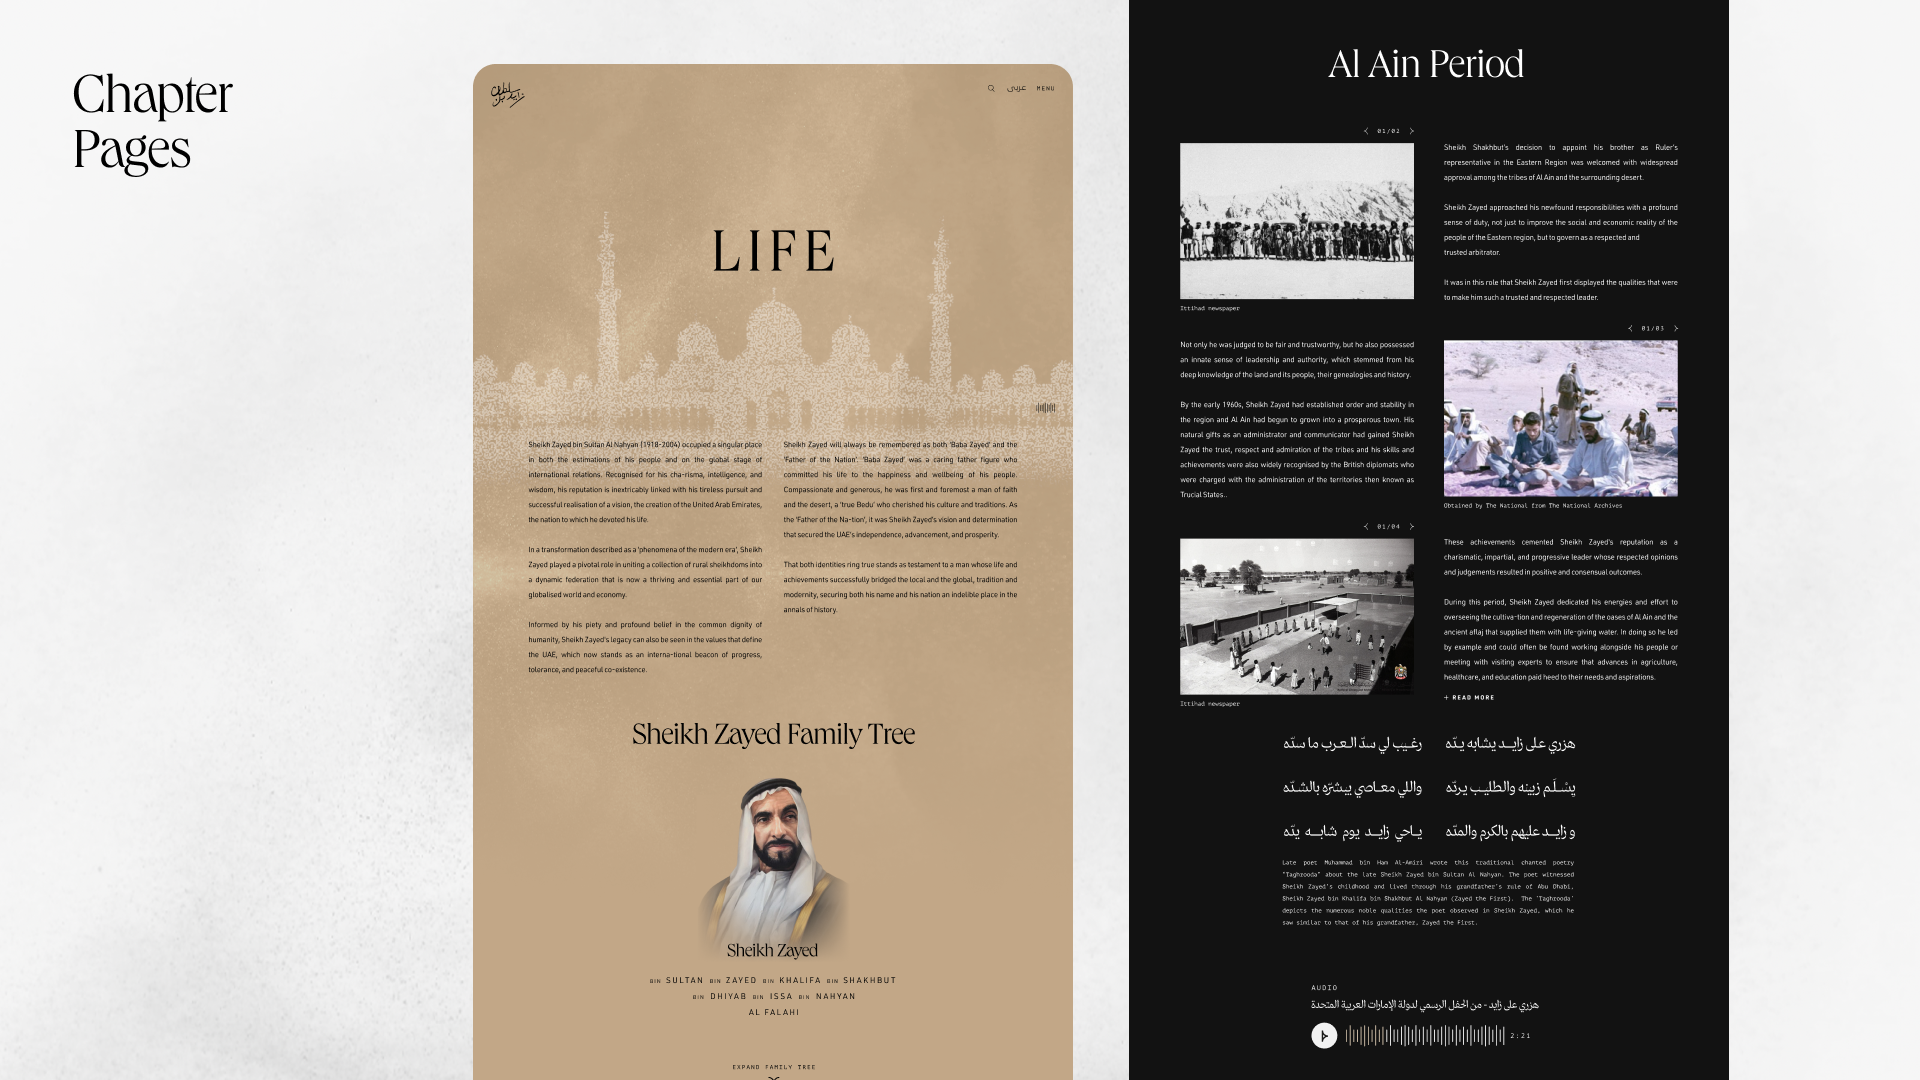 Chapter
Pages
عربي
MENU
LIFE
Sheikh Zayed bin Sultan Al Nahyan (1918-2004) occupied a singular place
in both the estimations of his people and on the global stage of
international relations. Recognised for his cha-risma, intelligence, and
wisdom, his reputation is inextricably linked with his tireless pursuit and
successful realisation of a vision, the creation of the United Arab Emirates,
the nation to which he devoted his life.
In a transformation described as a 'phenomena of the modern era', Sheikh
Zayed played a pivotal role in uniting a collection of rural sheikhdoms into
a dynamic federation that is now a thriving and essential part of our
globalised world and economy.
Informed by his piety and profound belief in the common dignity of
humanity, Sheikh Zayed's legacy can also be seen in the values that define
the UAE, which now stands as an interna-tional beacon of progress,
tolerance, and peaceful co-existence.
Sheikh Zayed will always be remembered as both 'Baba Zayed' and the
'Father of the Nation'. 'Baba Zayed' was a caring father figure who
committed his life to the happiness and wellbeing of his people.
Compassionate and generous, he was first and foremost a man of faith
and the desert, a 'true Bedu' who cherished his culture and traditions. As
the 'Father of the Na-tion', it was Sheikh Zayed's vision and determination
that secured the UAE's independence, advancement, and prosperity.
That both identities ring true stands as testament to a man whose life and
achievements successfully bridged the local and the global, tradition and
modernity, securing both his name and his nation an indelible place in the
annals of history.
Sheikh Zayed Family Tree
Sheikh Zayed
BIN SULTAN BIN ZAYED BIN KHALIFA BIN SHAKHBUT
BIN DHIYAB BIN ISSA BIN NAHYAN
AL FALAHI
EXPAND FAMILY TREE
Al Ain Period
01/02
Ittihad newspaper
Sheikh Shakhbut's decision to appoint his brother as Ruler's
representative in the Eastern Region was welcomed with widespread
approval among the tribes of Al Ain and the surrounding desert.
Sheikh Zayed approached his newfound responsibilities with a profound
sense of duty, not just to improve the social and economic reality of the
people of the Eastern region, but to govern as a respected and
trusted arbitrator.
It was in this role that Sheikh Zayed first displayed the qualities that were
to make him such a trusted and respected leader.
Not only he was judged to be fair and trustworthy, but he also possessed
an innate sense of leadership and authority, which stemmed from his
deep knowledge of the land and its people, their genealogies and history.
By the early 1960s, Sheikh Zayed had established order and stability in
the region and Al Ain had begun to grown into a prosperous town. His
natural gifts as an administrator and communicator had gained Sheikh
Zayed the trust, respect and admiration of the tribes and his skills and
achievements were also widely recognised by the British diplomats who
were charged with the administration of the territories then known as
Trucial States..
01/03
Obtained by The National from The National Archives
01/04
Ittihad newspaper
These achievements cemented Sheikh Zayed's reputation as a
charismatic, impartial, and progressive leader whose respected opinions
and judgements resulted in positive and consensual outcomes.
During this period, Sheikh Zayed dedicated his energies and effort to
overseeing the cultiva-tion and regeneration of the oases of Al Ain and the
ancient aflaj that supplied them with life-giving water. In doing so he led
by example and could often be found working alongside his people or
meeting with visiting experts to ensure that advances in agriculture,
healthcare, and education paid heed to their needs and aspirations.
+ READ MORE
هزري على زايــد يشابه يـدّه رغـيب لي سدّ الـعـرب ما سدّه
يِسْـلَـم زبينه والطليـب يردّه واللي معـاصي يبـشرّه بالشـدّه
و زايــد عليهم بالكرم والمدّه يــاحي زايــد يوم شابــه يدّه
Late poet Muhammad bin Ham Al-Amiri wrote this traditional chanted poetry
"Taghrooda" about the late Sheikh Zayed bin Sultan Al Nahyan. The poet witnessed
Sheikh Zayed's childhood and lived through his grandfather's rule of Abu Dhabi,
Sheikh Zayed bin Khalifa bin Shakhbut Al Nahyan (Zayed the First). The 'Taghrooda'
depicts the numerous noble qualities the poet observed in Sheikh Zayed, which he
saw similar to that of his grandfather, Zayed the First.
AUDIO
هزري على زايد - من الحفل الرسمي لدولة الإمارات العربية المتحدة
2:21